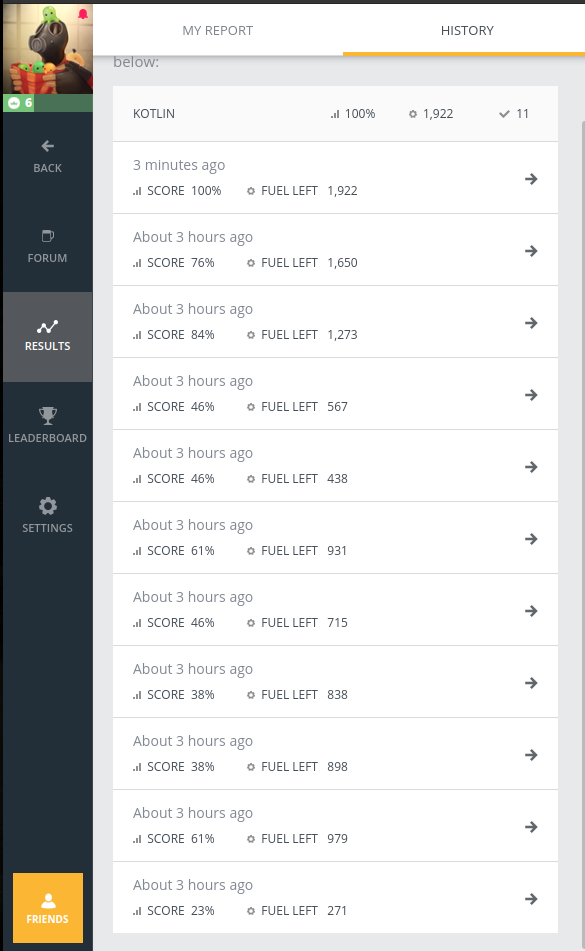 MY REPORT
HISTORY
below:
KOTLIN 100% 1,922 11
3 minutes ago
SCORE 100% FUEL LEFT 1,922
About 3 hours ago
SCORE 76% FUEL LEFT 1,650
About 3 hours ago
SCORE 84% FUEL LEFT 1,273
About 3 hours ago
SCORE 46% FUEL LEFT 567
About 3 hours ago
SCORE 46% FUEL LEFT 438
About 3 hours ago
SCORE 61% FUEL LEFT 931
About 3 hours ago
SCORE 46% FUEL LEFT 715
About 3 hours ago
SCORE 38% FUEL LEFT 838
About 3 hours ago
SCORE 38% FUEL LEFT 898
About 3 hours ago
SCORE 61% FUEL LEFT 979
About 3 hours ago
SCORE 23% FUEL LEFT 271
6
BACK
FORUM
RESULTS
LEADERBOARD
SETTINGS
FRIENDS